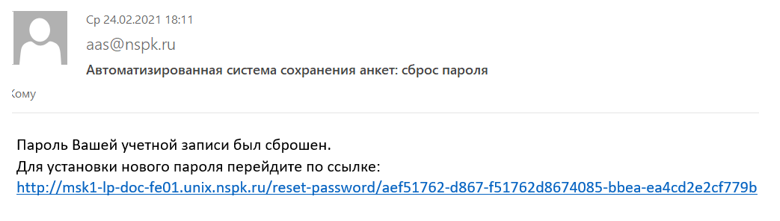 Ср 24.02.2021 18:11
aas@nspk.ru
Автоматизированная система сохранения анкет: сброс пароля
Кому
Пароль Вашей учетной записи был сброшен.
Для установки нового пароля перейдите по ссылке:
http://msk1-lp-doc-fe01.unix.nspk.ru/reset-password/aef51762-d867-f51762d8674085-bbea-ea4cd2e2cf779b